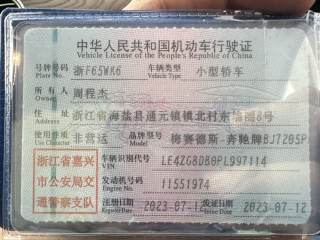 中华人民共和国机动车行驶证
Vehicle License of the People's Republic of China
号牌号码 浙F65WK6 车辆类型 小型轿车
Plate No. Vehicle Type
所有人 周程杰
Owner
住址 浙江省海盐县通元镇镇北村东 8号
Address
使用性质 非营运 品牌型号 梅赛德斯-奔驰牌BJ7205P
Use Character Model
浙江省嘉兴
市公安局交
通警察支队
车辆识别代号
VIN
发动机号码 11551974
Engine No.
注册日期 2023-07-12 发证日期 2023-07-12
Register Date Issue Date